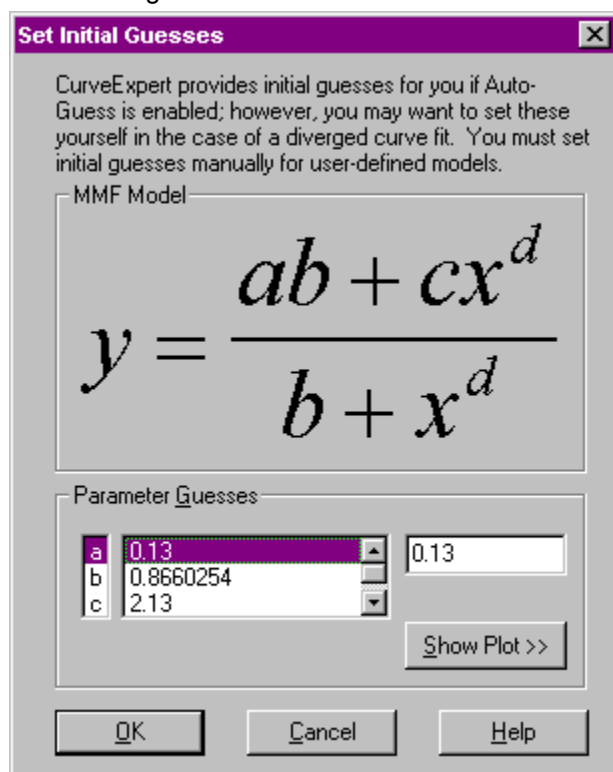 Set Initial Guesses
CurveExpert provides initial guesses for you if Auto-
Guess is enabled; however, you may want to set these
yourself in the case of a diverged curve fit. You must set
initial guesses manually for user-defined models.
MMF Model
y = (ab + cx^d) / (b + x^d)
Parameter Guesses
a 0.13 0.13
b 0.8660254
c 2.13
Show Plot >>
OK Cancel Help